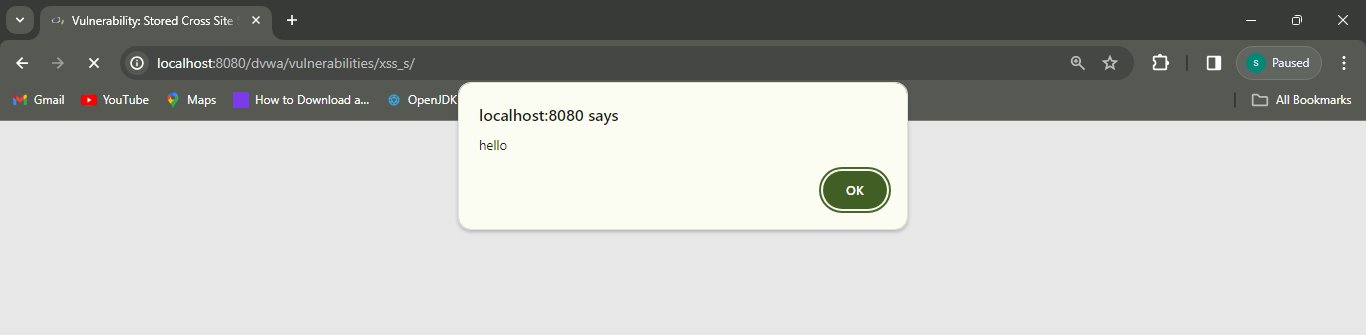 Vulnerability: Stored Cross Site
localhost:8080/dvwa/vulnerabilities/xss_s/
S Paused
Gmail YouTube Maps How to Download a... OpenJDK All Bookmarks
localhost:8080 says
hello
OK